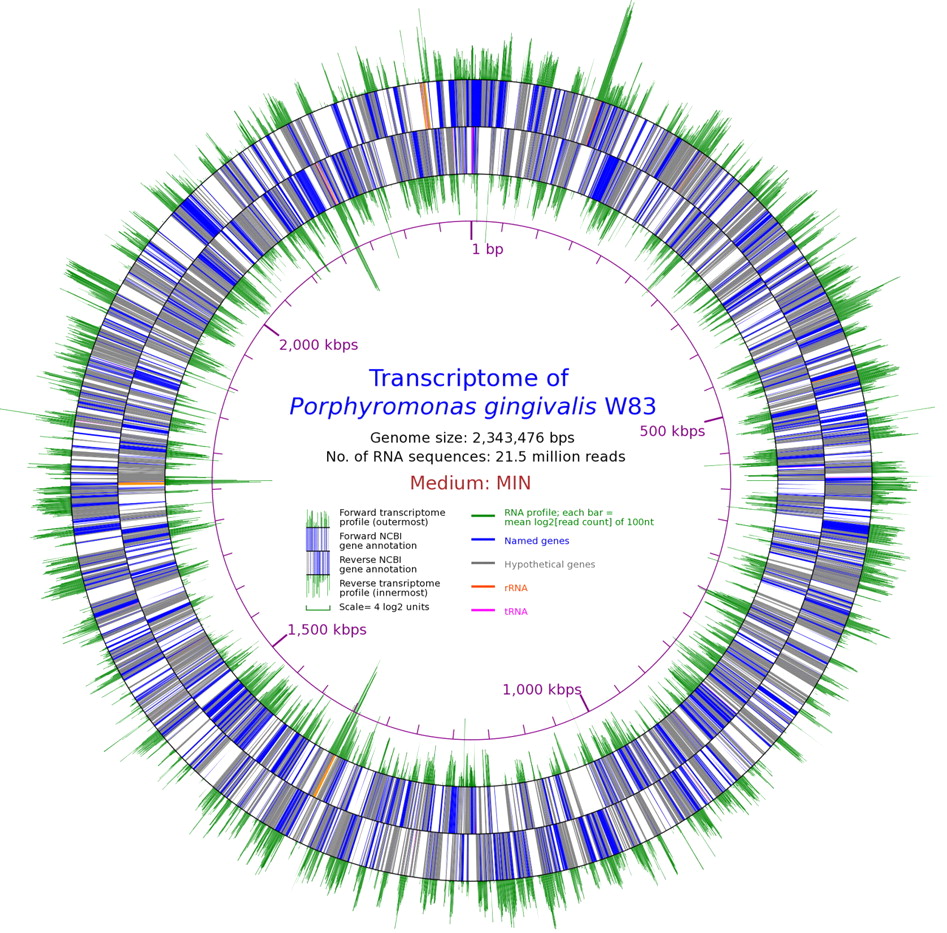 1 bp
2,000 kbps
Transcriptome of
Porphyromonas gingivalis W83
500 kbps
Genome size: 2,343,476 bps
No. of RNA sequences: 21.5 million reads
Medium: MIN
Forward transcriptome
profile (outermost)
Forward NCBI
gene annotation
Reverse NCBI
gene annotation
Reverse tranxriptome
profile (innermost)
Scale= 4 log2 units
RNA profile; each bar =
mean log2[read count] of 100nt
Named genes
Hypothetical genes
rRNA
tRNA
1,500 kbps
1,000 kbps